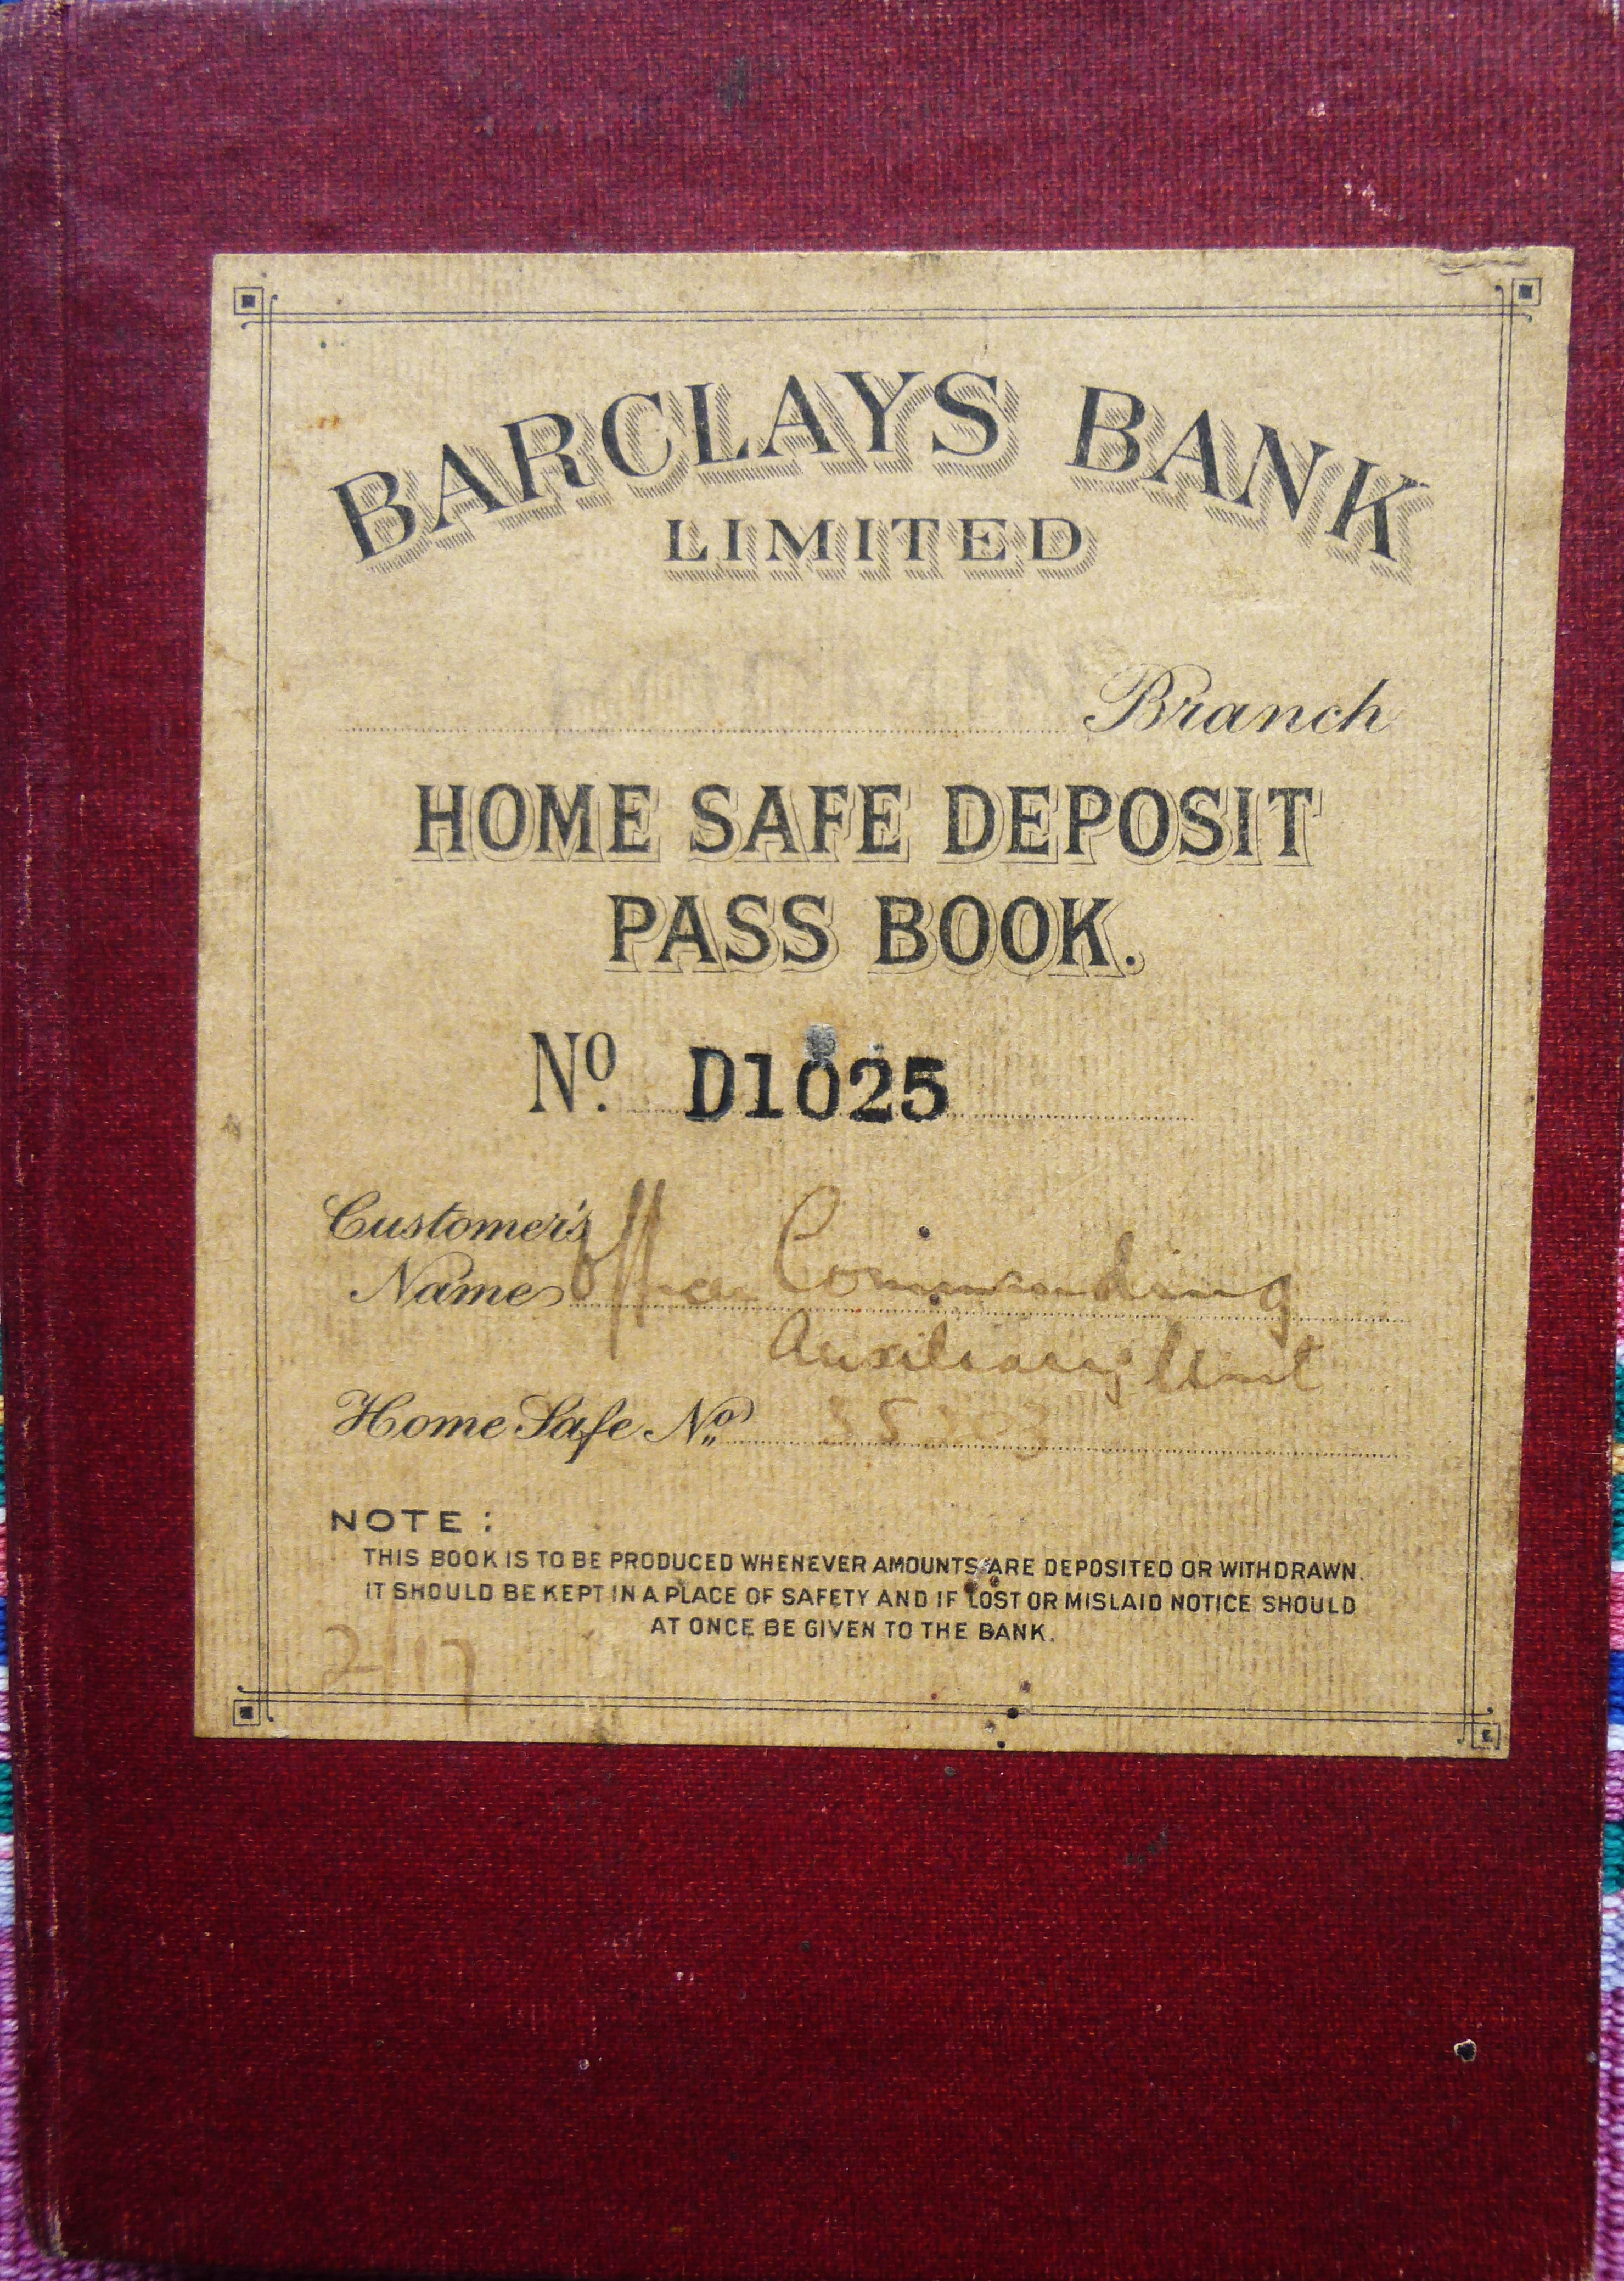 BARCLAYS BANK
LIMITED
Branch
HOME SAFE DEPOSIT
PASS BOOK.
No. D1025
Customer's
Name Officer Commanding
Auxiliary Unit
Home Safe No.
NOTE:
THIS BOOK IS TO BE PRODUCED WHENEVER AMOUNTS ARE DEPOSITED OR WITHDRAWN.
IT SHOULD BE KEPT IN A PLACE OF SAFETY AND IF LOST OR MISLAID NOTICE SHOULD
AT ONCE BE GIVEN TO THE BANK.